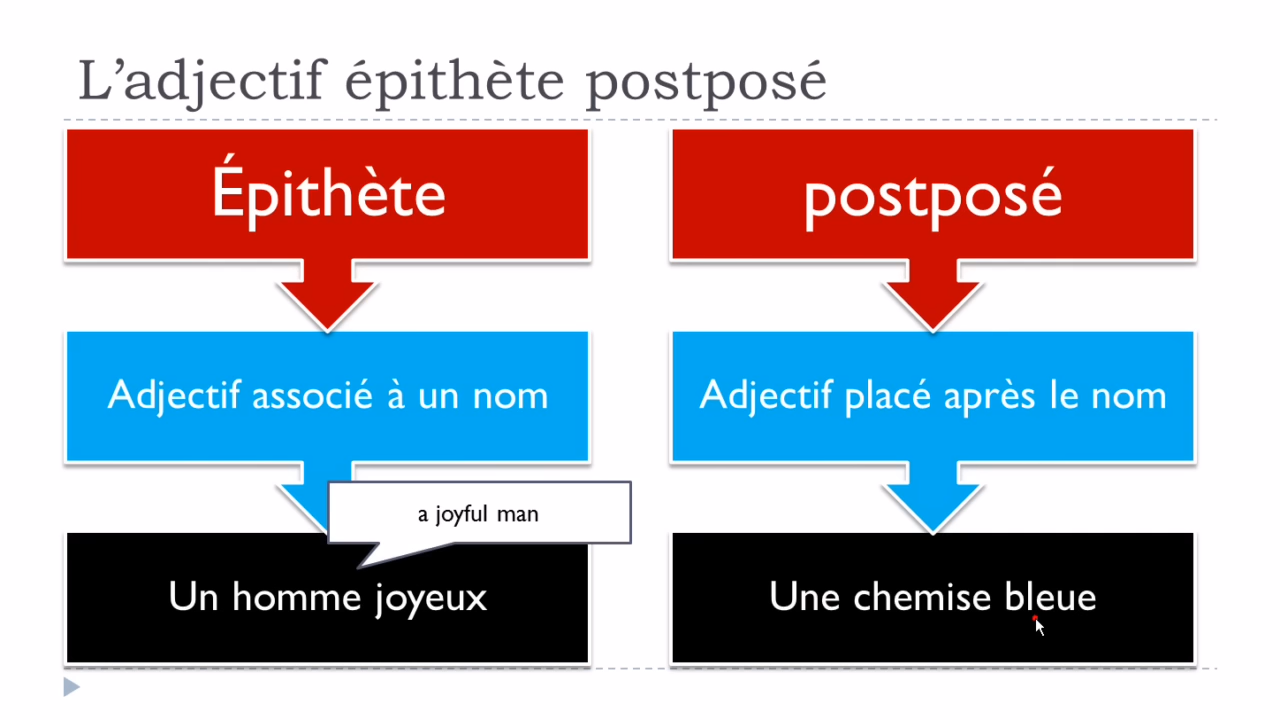 L’adjectif épithète postposé
Épithète
Adjectif associé à un nom
a joyful man
Un homme joyeux
postposé
Adjectif placé après le nom
Une chemise bleue